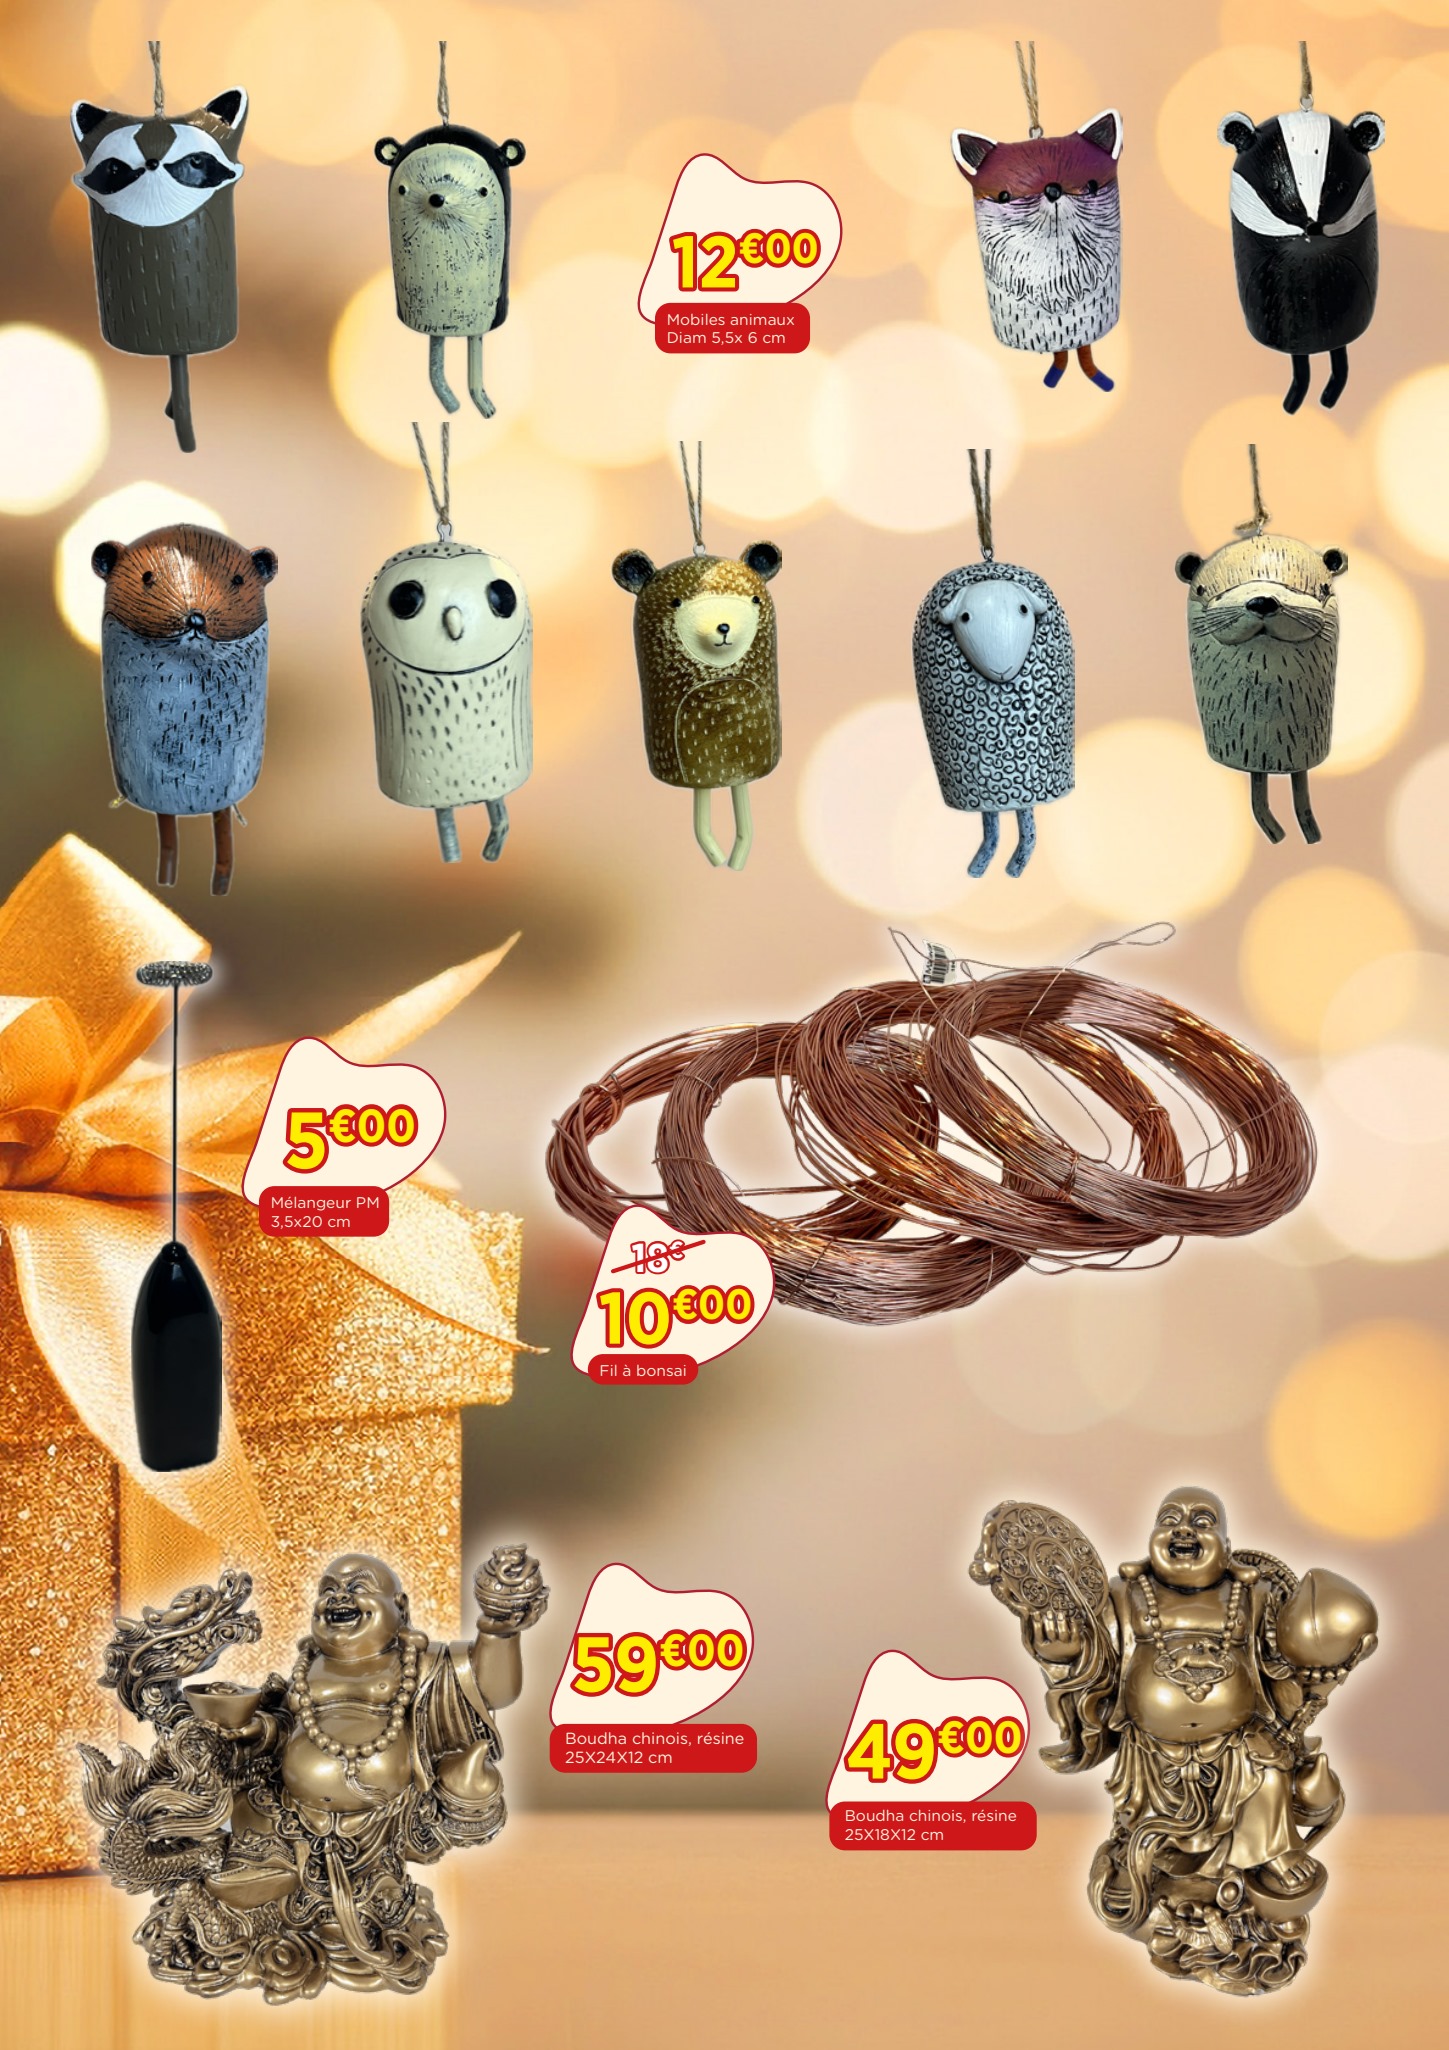 12€00
Mobiles animaux
Diam 5,5x 6 cm
5€00
Mélangeur PM
3,5x20 cm
18€
10€00
Fil à bonsai
59€00
Boudha chinois, résine
25X24X12 cm
49€00
Boudha chinois, résine
25X18X12 cm